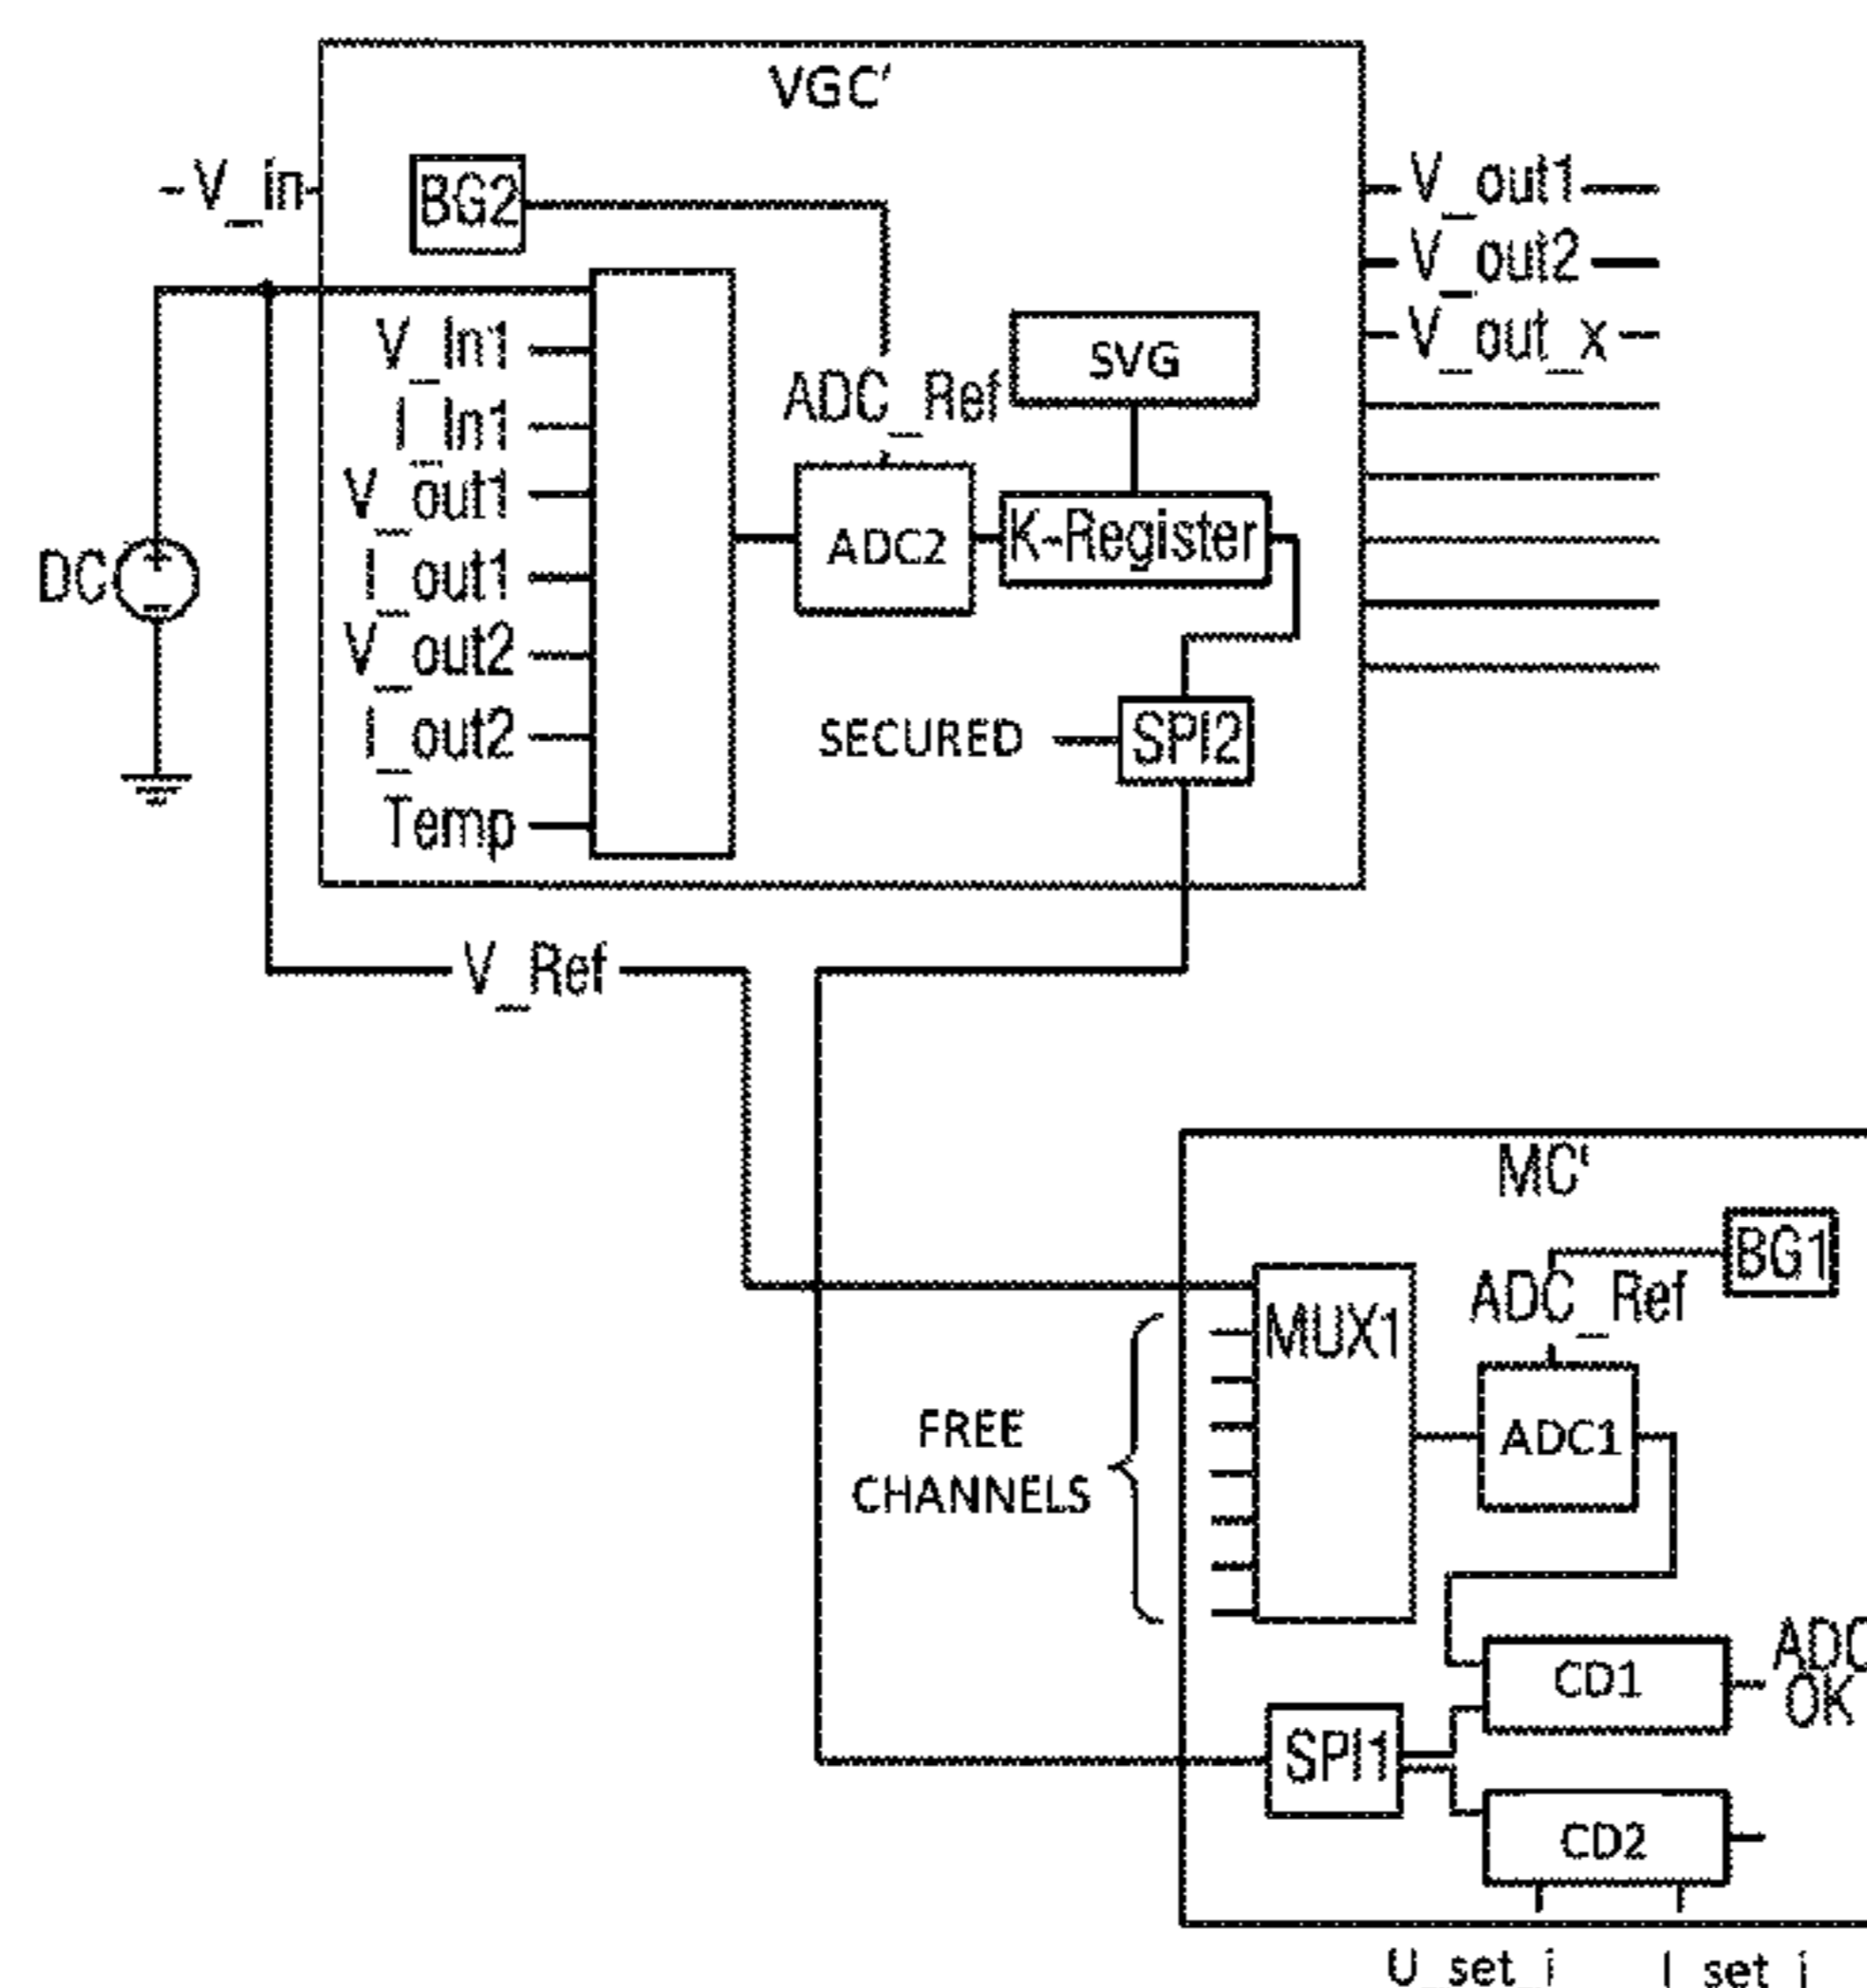 VGC'
V_in
BG2
V_out1
V_out2
V_out_x
V_In1
I_In1
V_out1
I_out1
V_out2
I_out2
Temp
ADC_Ref
SVG
ADC2
K-Register
DC
SECURED
SPI2
V_Ref
MC'
BG1
ADC_Ref
MUX1
ADC1
FREE
CHANNELS
CD1
ADC
OK
SPI1
CD2
U_set_i
I_set_i